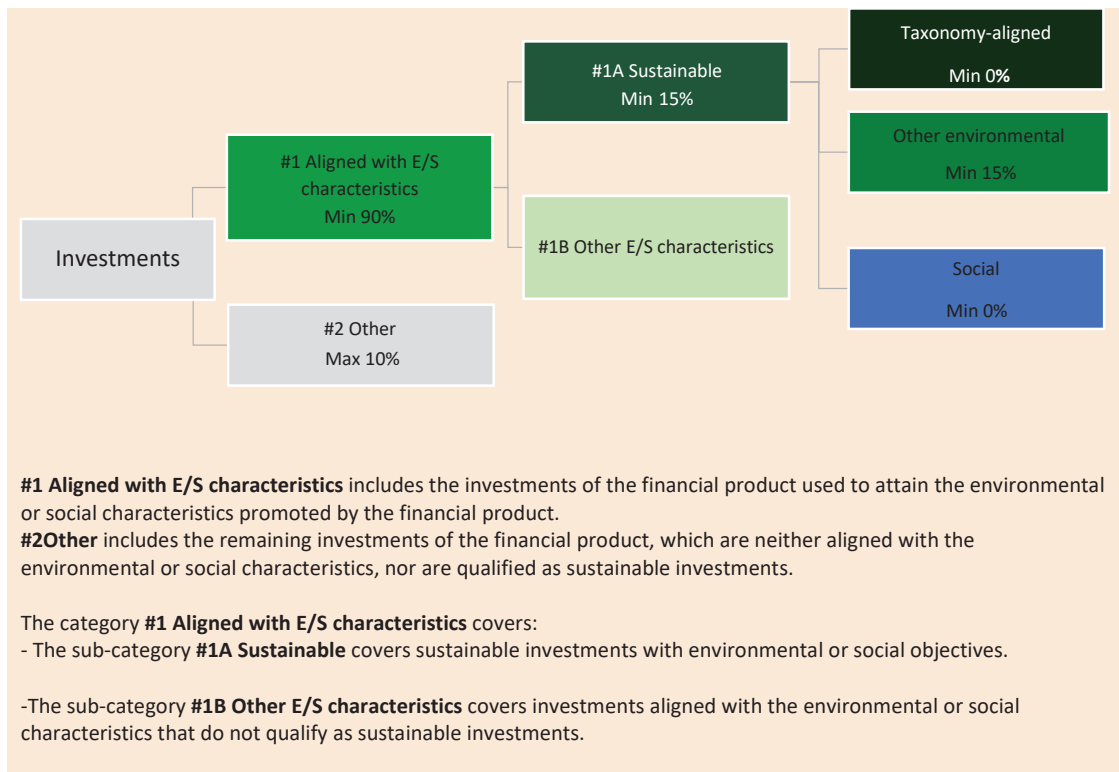 Taxonomy-aligned
Min 0%
#1A Sustainable
Min 15%
Other environmental
Min 15%
#1 Aligned with E/S
characteristics
Min 90%
#1B Other E/S characteristics
Investments
Social
Min 0%
#2 Other
Max 10%
#1 Aligned with E/S characteristics includes the investments of the financial product used to attain the environmental
or social characteristics promoted by the financial product.
#2Other includes the remaining investments of the financial product, which are neither aligned with the
environmental or social characteristics, nor are qualified as sustainable investments.
The category #1 Aligned with E/S characteristics covers:
- The sub-category #1A Sustainable covers sustainable investments with environmental or social objectives.
-The sub-category #1B Other E/S characteristics covers investments aligned with the environmental or social
characteristics that do not qualify as sustainable investments.